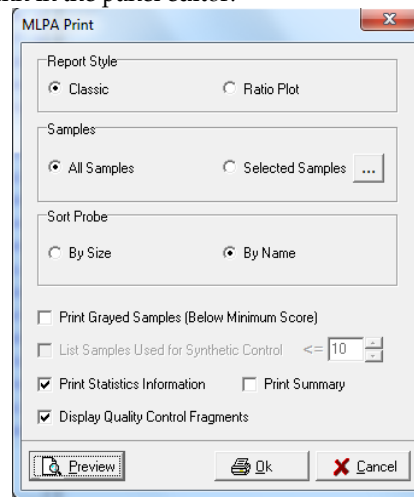 MLPA Print
Report Style
Classic Ratio Plot
Samples
All Samples Selected Samples ...
Sort Probe
By Size By Name
Print Grayed Samples (Below Minimum Score)
List Samples Used for Synthetic Control <= 10
Print Statistics Information Print Summary
Display Quality Control Fragments
Preview Ok Cancel